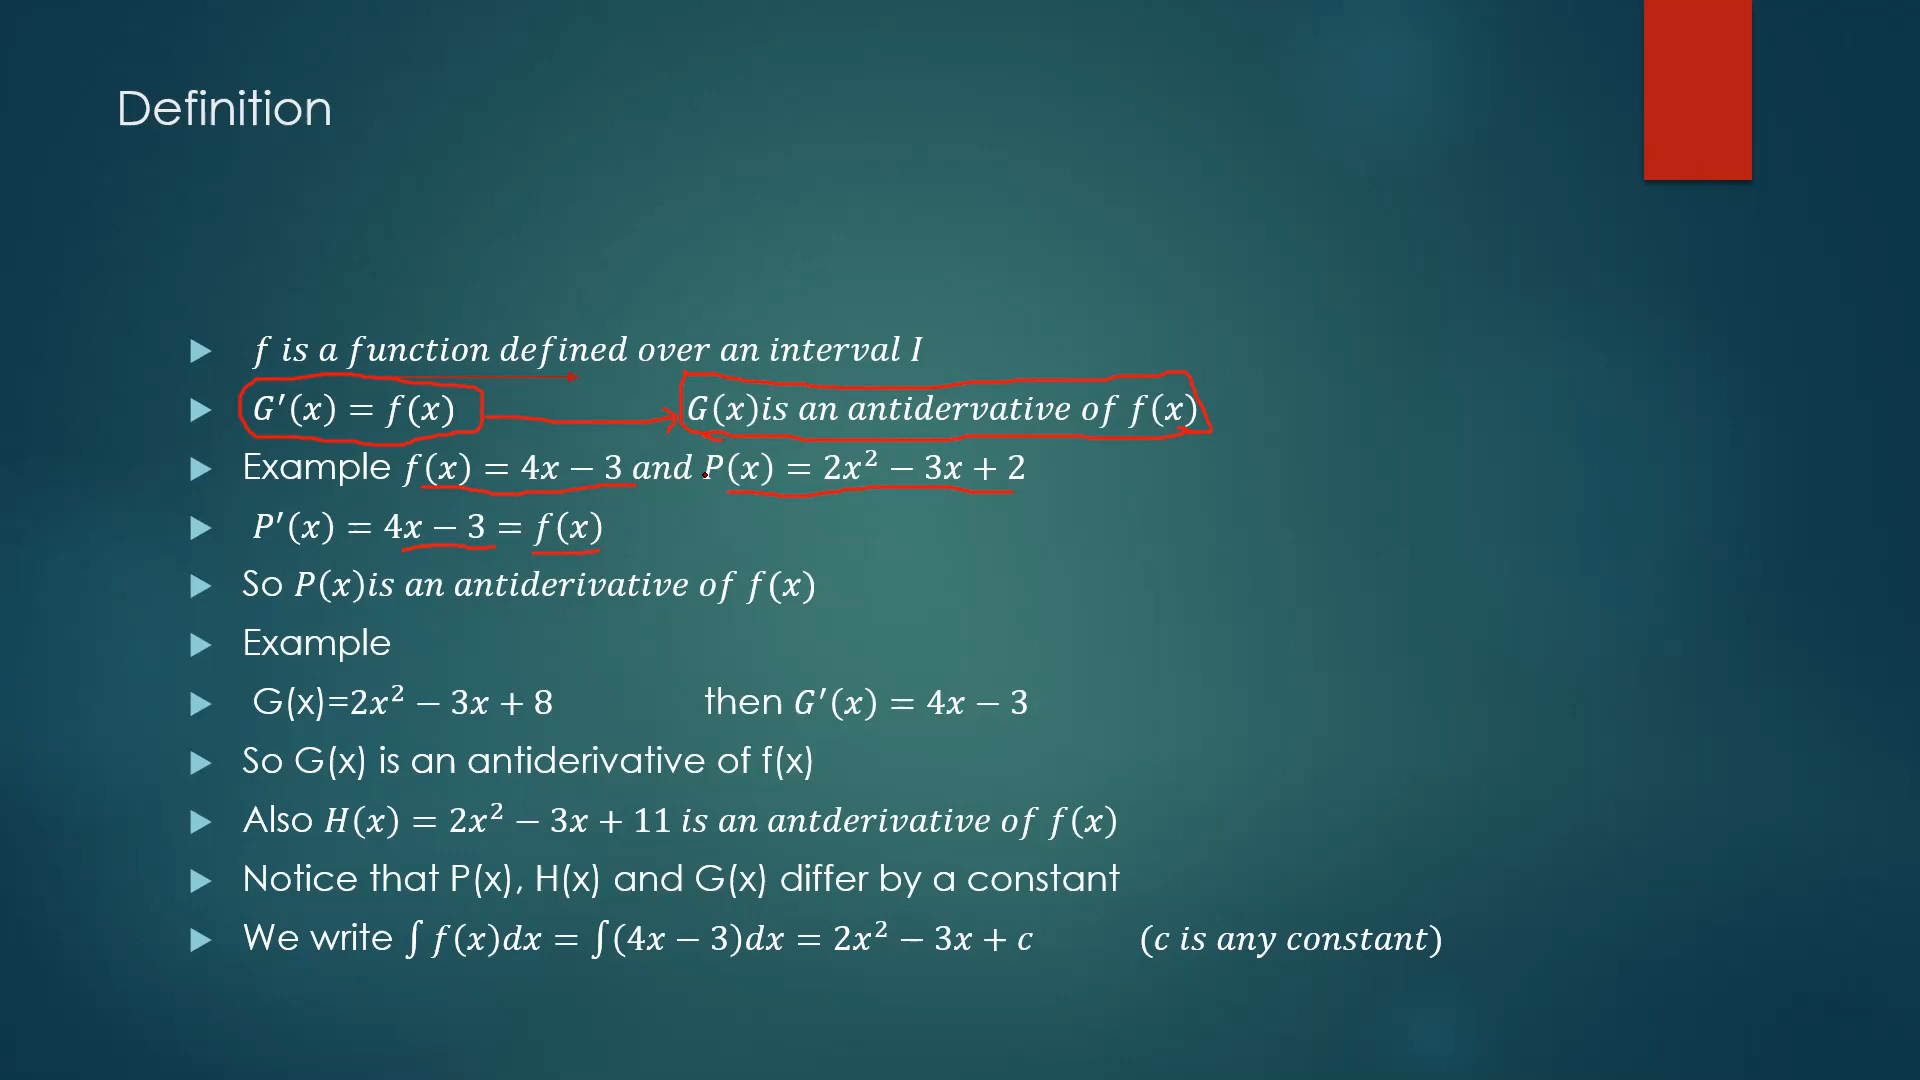 Definition
f is a function defined over an interval I
G′(x) = f(x) G(x)is an antidervative of f(x)
Example f(x) = 4x − 3 and P(x) = 2x² − 3x + 2
P′(x) = 4x − 3 = f(x)
So P(x)is an antiderivative of f(x)
Example
G(x)=2x² − 3x + 8 then G′(x) = 4x − 3
So G(x) is an antiderivative of f(x)
Also H(x) = 2x² − 3x + 11 is an antderivative of f(x)
Notice that P(x), H(x) and G(x) differ by a constant
We write ∫ f(x)dx = ∫(4x − 3)dx = 2x² − 3x + c (c is any constant)